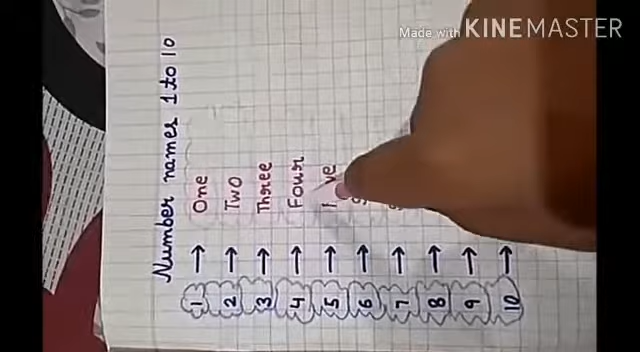 Made with KINEMASTER
Number names 1 to 10
1 → One
2 → Two
3 → Three
4 → Four
5 →
6 →
7 →
8 →
9 →
10 →